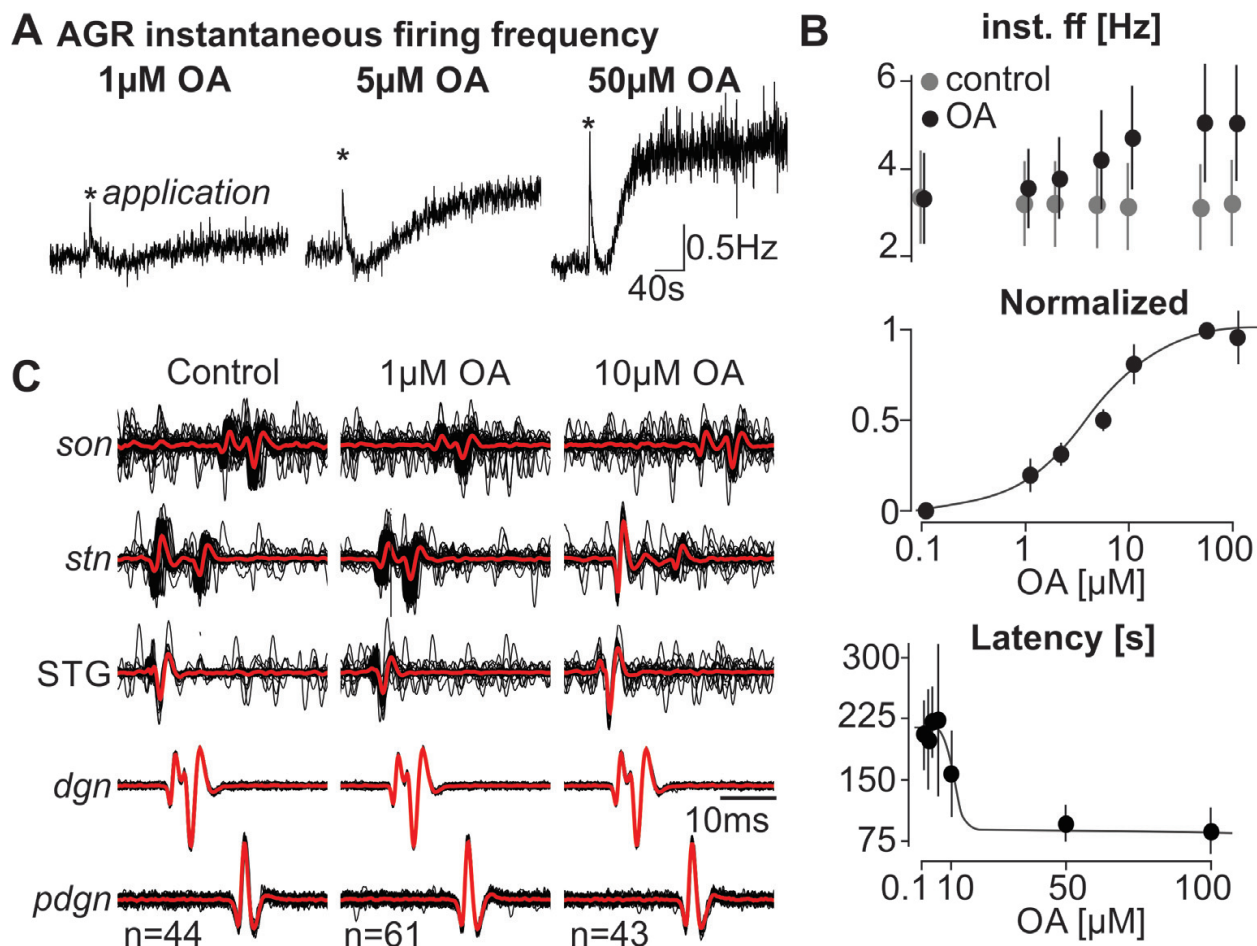 A AGR instantaneous firing frequency
1µM OA 5µM OA 50µM OA
* * *
application
0.5Hz
40s
B inst. ff [Hz]
6
control
OA
4
2
Normalized
1
0.5
0
0.1 1 10 100
OA [µM]
Latency [s]
300
225
150
75
0.1 10 50 100
OA [µM]
C Control 1µM OA 10µM OA
son
stn
STG
dgn
10ms
pdgn
n=44 n=61 n=43